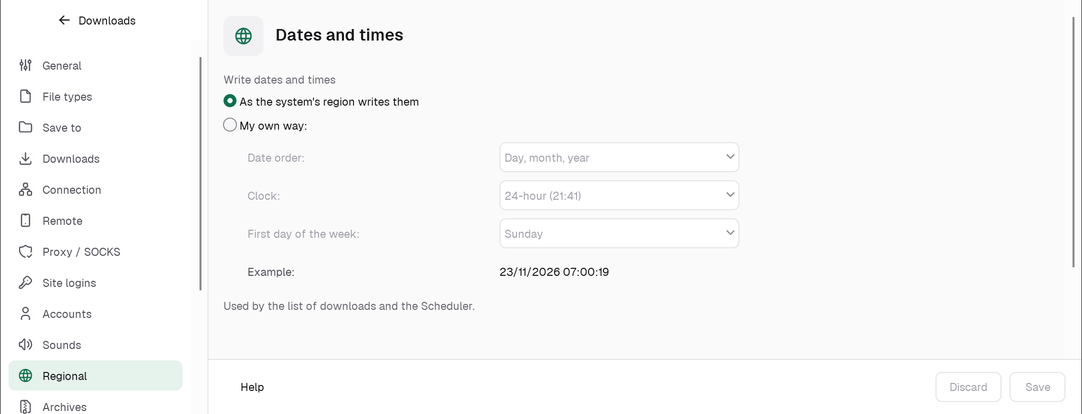 Downloads
General
File types
Save to
Downloads
Connection
Remote
Proxy / SOCKS
Site logins
Accounts
Sounds
Regional
Archives
Dates and times
Write dates and times
As the system's region writes them
My own way:
Date order: Day, month, year
Clock: 24-hour (21:41)
First day of the week: Sunday
Example: 23/11/2026 07:00:19
Used by the list of downloads and the Scheduler.
Help Discard Save